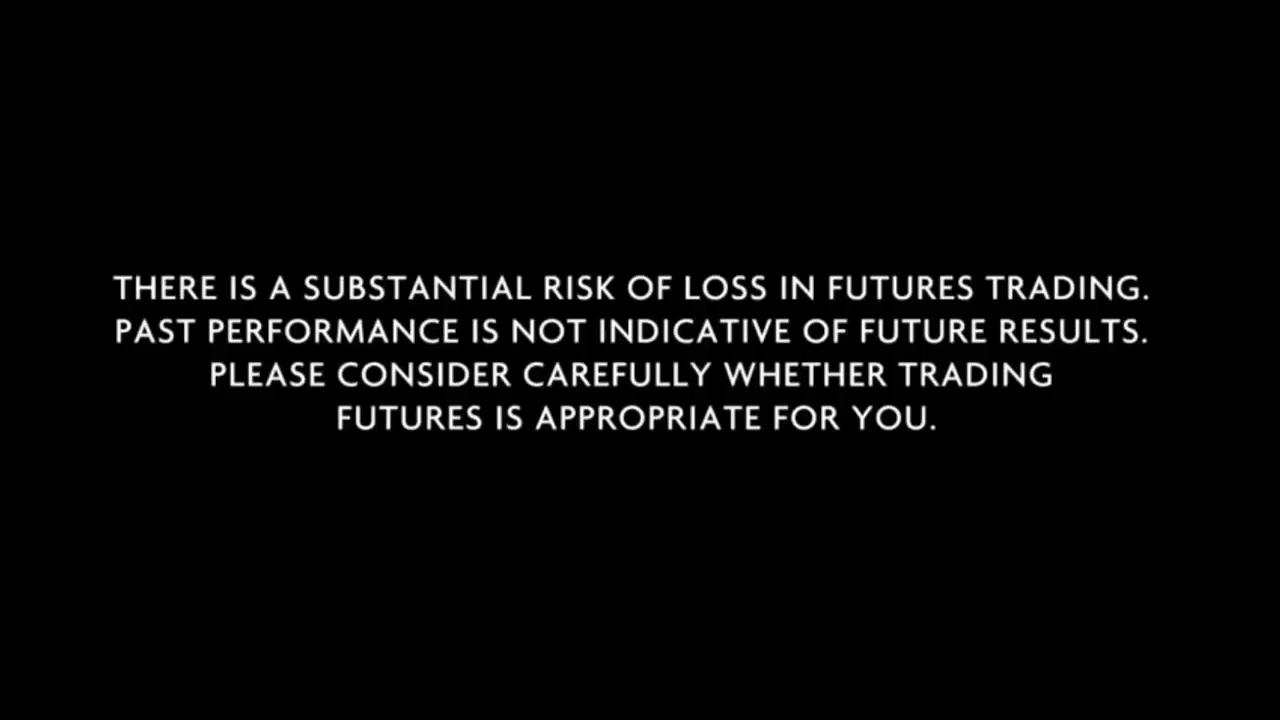 THERE IS A SUBSTANTIAL RISK OF LOSS IN FUTURES TRADING.
PAST PERFORMANCE IS NOT INDICATIVE OF FUTURE RESULTS.
PLEASE CONSIDER CAREFULLY WHETHER TRADING
FUTURES IS APPROPRIATE FOR YOU.